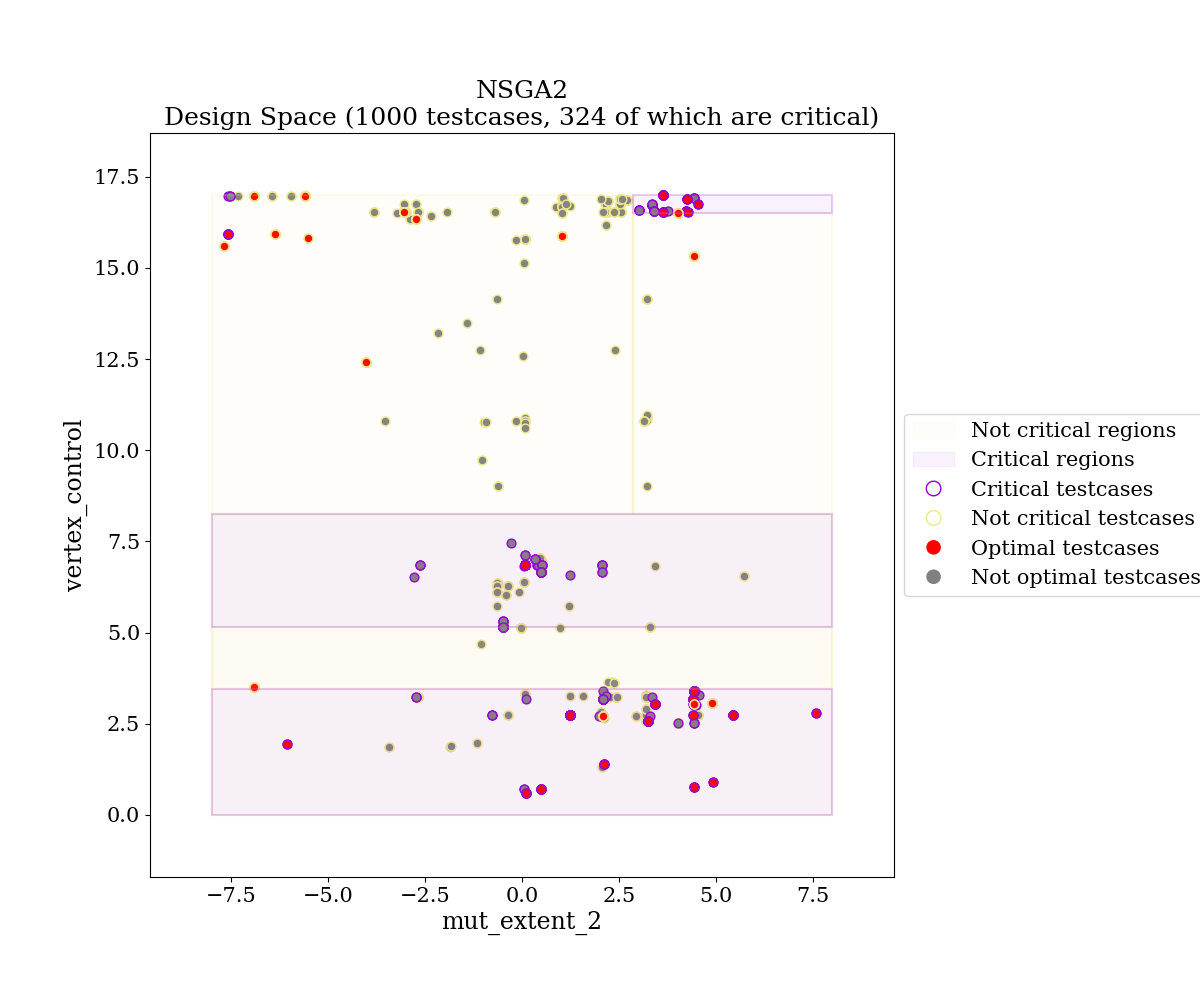 NSGA2
Design Space (1000 testcases, 324 of which are critical)
17.5
15.0
12.5
10.0
7.5
5.0
2.5
0.0
vertex_control
−7.5
−5.0
−2.5
0.0
2.5
5.0
7.5
mut_extent_2
Not critical regions
Critical regions
Critical testcases
Not critical testcases
Optimal testcases
Not optimal testcases